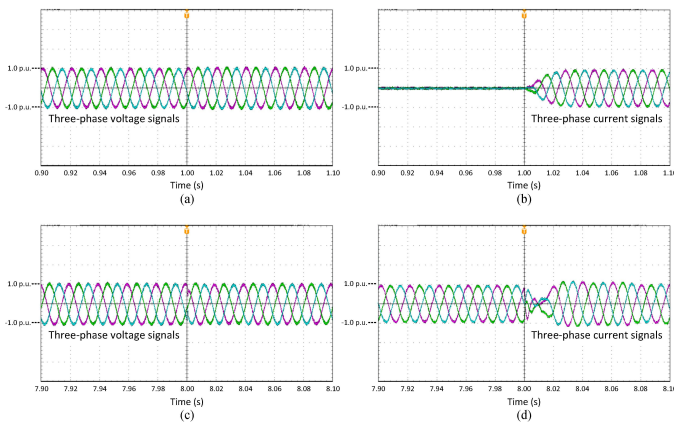 T
T
1.0 p.u.
1.0 p.u.
-1.0 p.u.
-1.0 p.u.
Three-phase voltage signals
Three-phase current signals
0.90 0.92 0.94 0.96 0.98 1.00 1.02 1.04 1.06 1.08 1.10
0.90 0.92 0.94 0.96 0.98 1.00 1.02 1.04 1.06 1.08 1.10
Time (s)
Time (s)
(a)
(b)
T
T
1.0 p.u.
1.0 p.u.
-1.0 p.u.
-1.0 p.u.
Three-phase voltage signals
Three-phase current signals
7.90 7.92 7.94 7.96 7.98 8.00 8.02 8.04 8.06 8.08 8.10
7.90 7.92 7.94 7.96 7.98 8.00 8.02 8.04 8.06 8.08 8.10
Time (s)
Time (s)
(c)
(d)